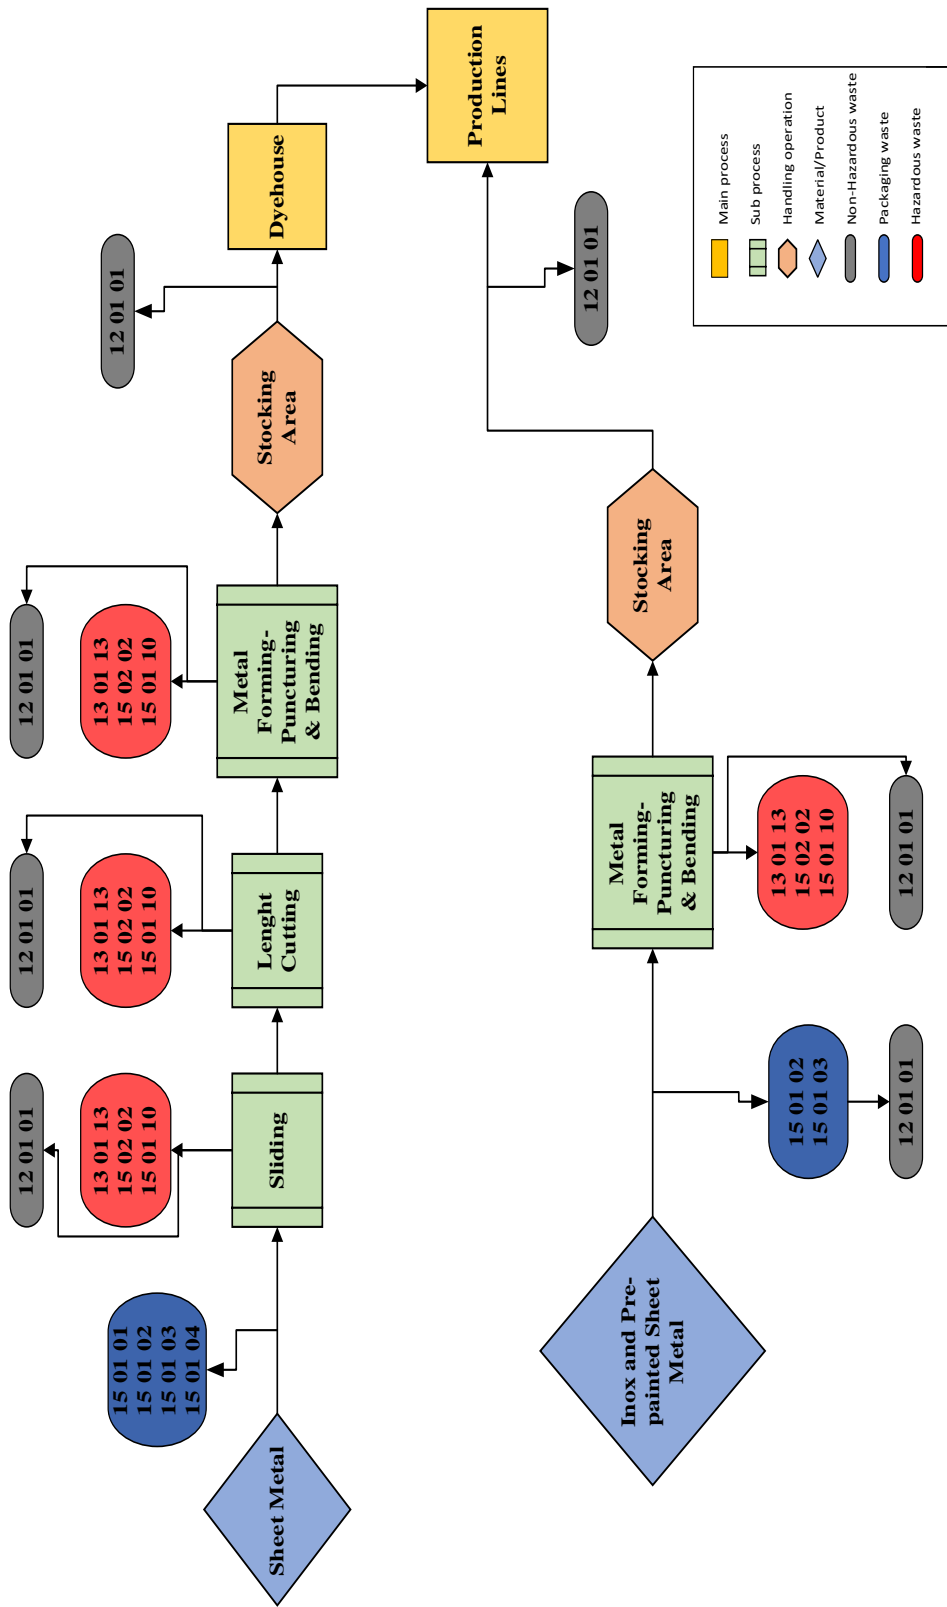 12 01 01
12 01 01
12 01 01
12 01 01
15 01 01
15 01 02
15 01 03
15 01 04
13 01 13
15 02 02
15 01 10
13 01 13
15 02 02
15 01 10
13 01 13
15 02 02
15 01 10
Sheet Metal
Sliding
Lenght
Cutting
Metal
Forming-
Puncturing
& Bending
Stocking
Area
Dyehouse
Production
Lines
12 01 01
Inox and Pre-
painted Sheet
Metal
Metal
Forming-
Puncturing
& Bending
Stocking
Area
15 01 02
15 01 03
13 01 13
15 02 02
15 01 10
12 01 01
12 01 01
Main process
Sub process
Handling operation
Material/Product
Non-Hazardous waste
Packaging waste
Hazardous waste